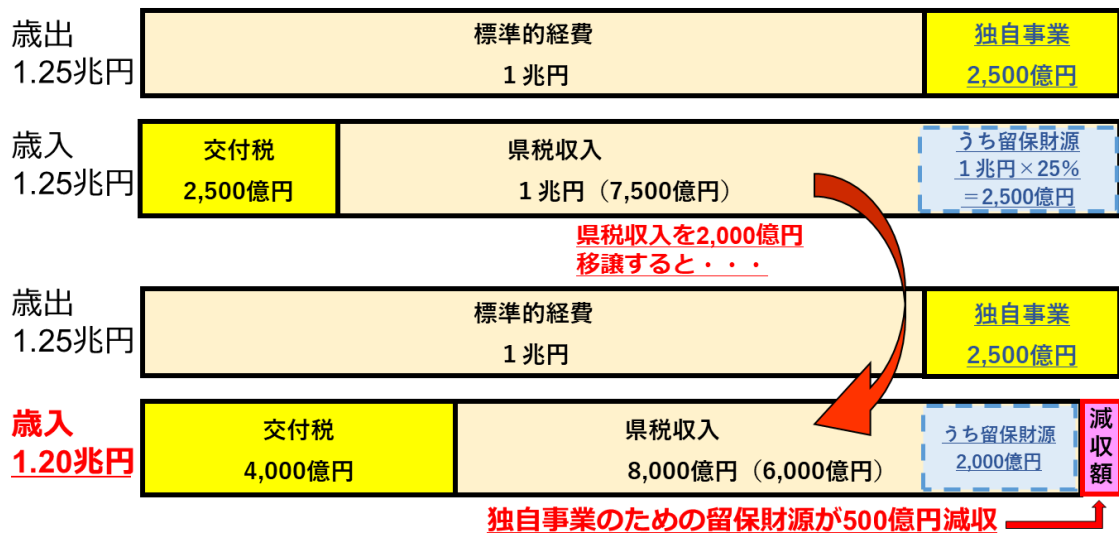 歳出
1.25兆円
標準的経費
1兆円
独自事業
2,500億円
歳入
1.25兆円
交付税
2,500億円
県税収入
1兆円（7,500億円）
うち留保財源
1兆円×25%
＝2,500億円
県税収入を2,000億円
移譲すると・・・
歳出
1.25兆円
標準的経費
1兆円
独自事業
2,500億円
歳入
1.20兆円
交付税
4,000億円
県税収入
8,000億円（6,000億円）
うち留保財源
2,000億円
減収額
独自事業のための留保財源が500億円減収